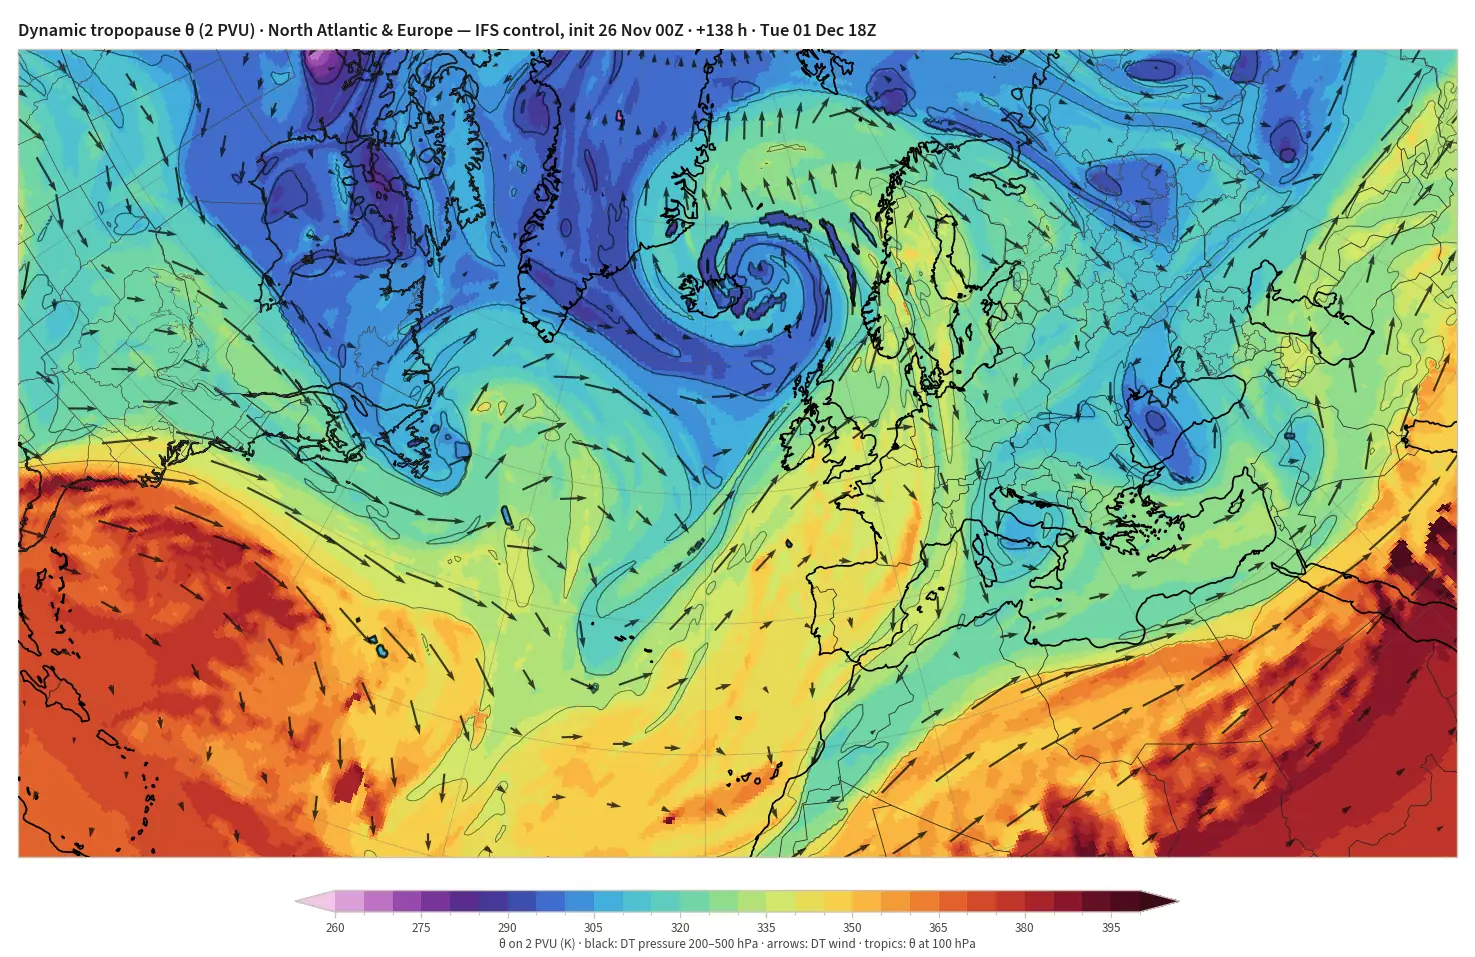 Dynamic tropopause θ (2 PVU) · North Atlantic & Europe — IFS control, init 26 Nov 00Z · +138 h · Tue 01 Dec 18Z
260 275 290 305 320 335 350 365 380 395
θ on 2 PVU (K) · black: DT pressure 200–500 hPa · arrows: DT wind · tropics: θ at 100 hPa